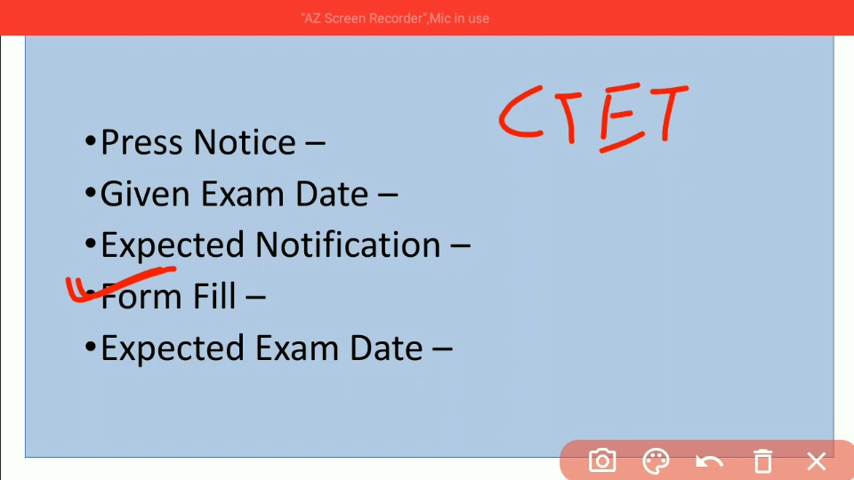 "AZ Screen Recorder",Mic in use
CTET
•Press Notice –
•Given Exam Date –
•Expected Notification –
•Form Fill –
•Expected Exam Date –